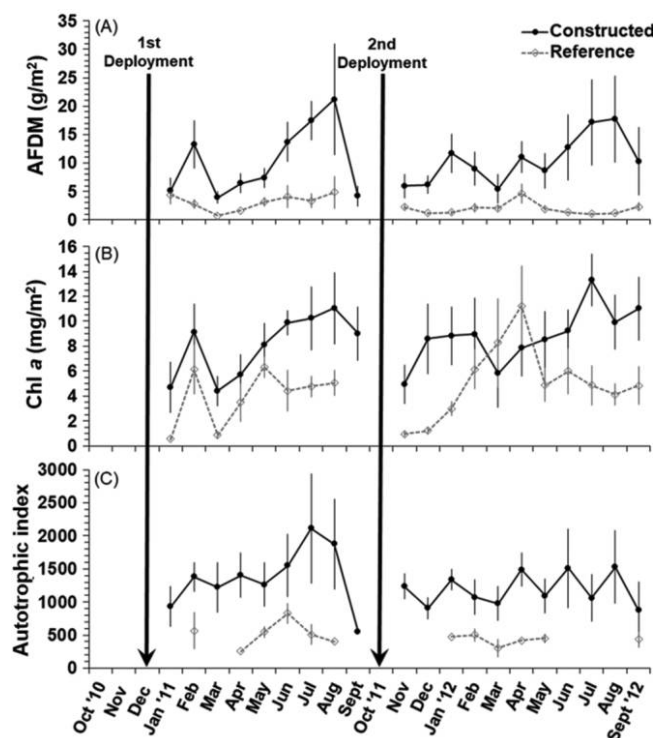 (A)
1st
Deployment
2nd
Deployment
Constructed
Reference
AFDM (g/m²)
35
30
25
20
15
10
5
0
(B)
Chl a (mg/m²)
16
14
12
10
8
6
4
2
0
(C)
Autotrophic index
3000
2500
2000
1500
1000
500
0
Oct '10
Nov
Dec
Jan '11
Feb
Mar
Apr
May
Jun
Jul
Aug
Sept
Oct '11
Nov
Dec
Jan '12
Feb
Mar
Apr
May
Jun
Jul
Aug
Sept '12